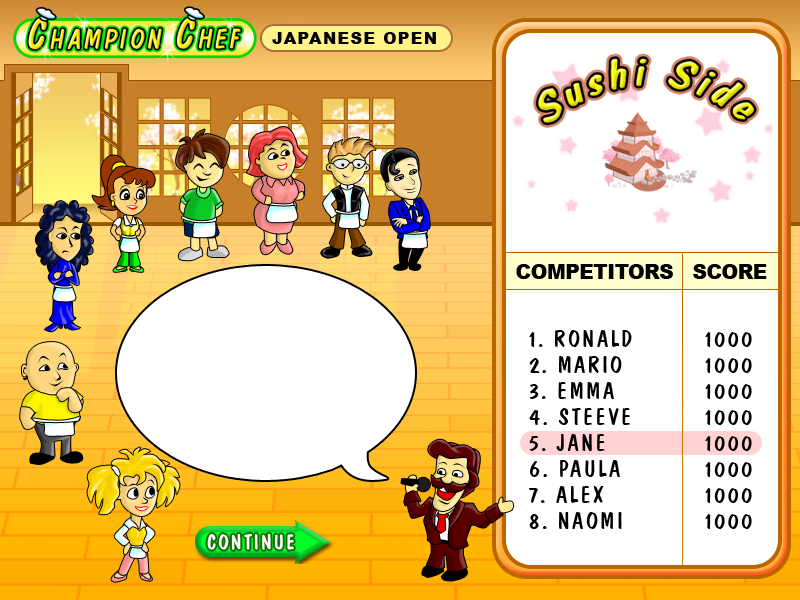 CHAMPION CHEF
JAPANESE OPEN
Sushi Side
COMPETITORS SCORE
1. RONALD 1000
2. MARIO 1000
3. EMMA 1000
4. STEEVE 1000
5. JANE 1000
6. PAULA 1000
7. ALEX 1000
8. NAOMI 1000
CONTINUE